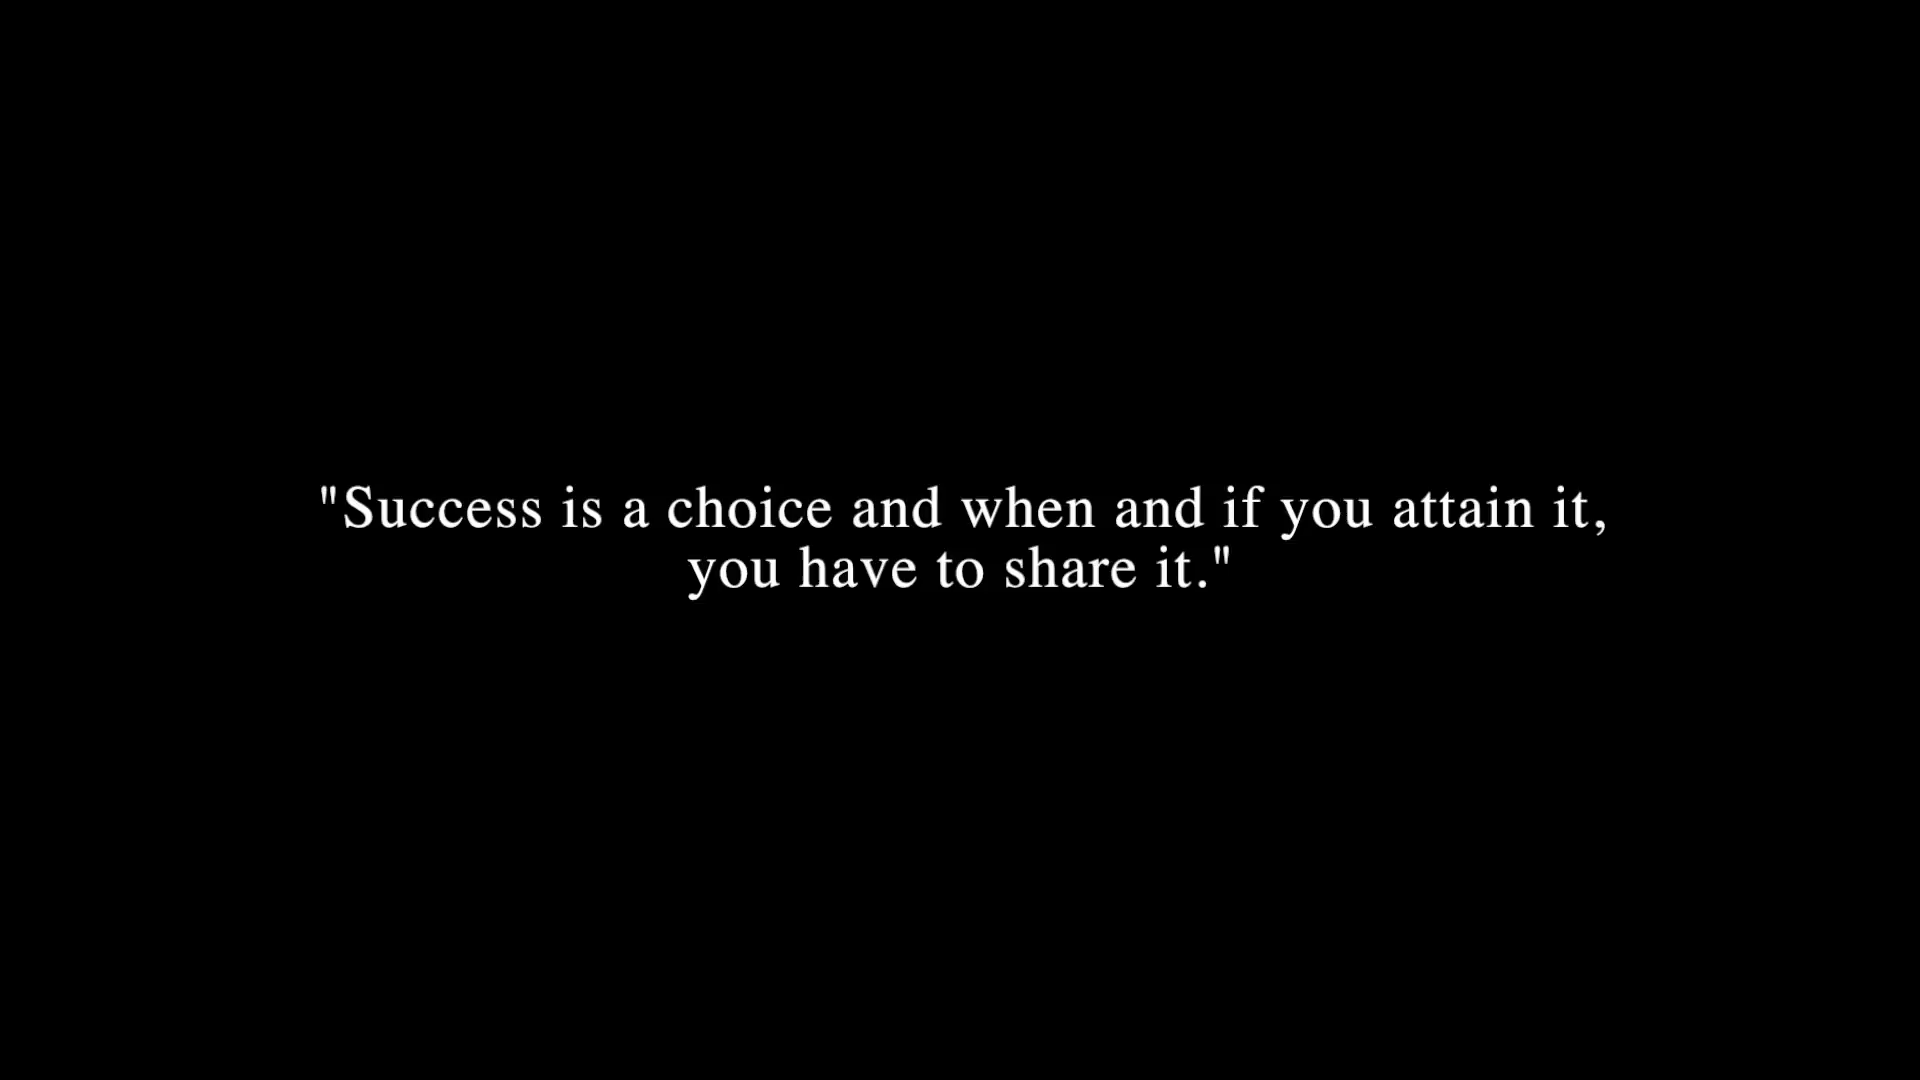 "Success is a choice and when and if you attain it,
you have to share it."